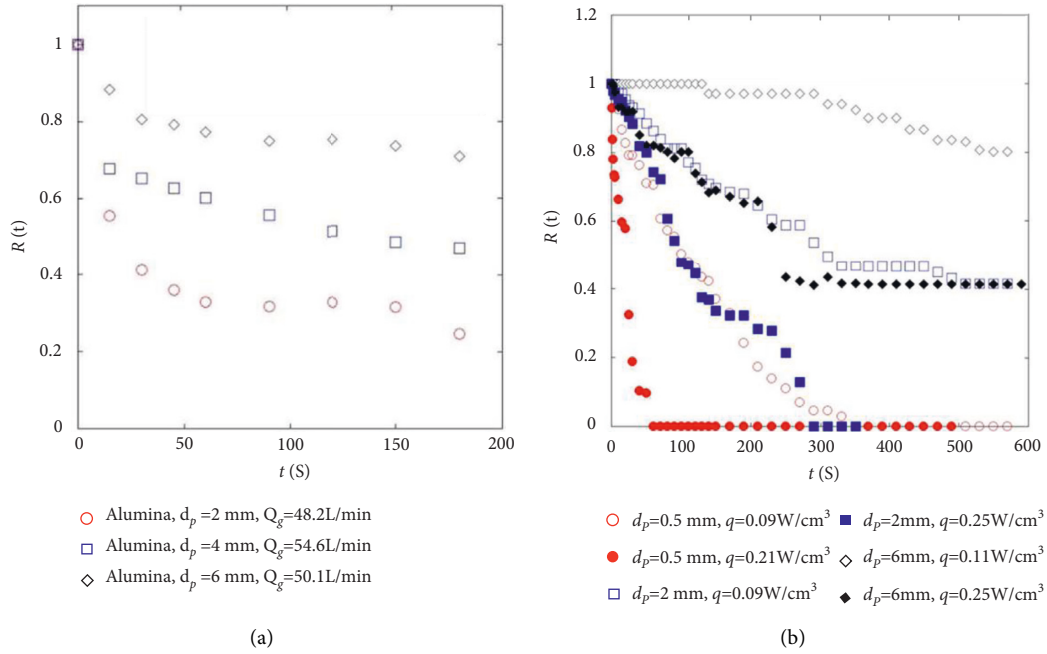 1
0.8
0.6
0.4
0.2
0
R (t)
0
50
100
150
200
t (S)
Alumina, dp =2 mm, Qg=48.2L/min
Alumina, dp =4 mm, Qg=54.6L/min
Alumina, dp =6 mm, Qg=50.1L/min
(a)
1.2
1
0.8
0.6
0.4
0.2
0
R (t)
0
100
200
300
400
500
600
t (S)
dP=0.5 mm, q=0.09W/cm³
dP=0.5 mm, q=0.21W/cm³
dP=2 mm, q=0.09W/cm³
dP=2mm, q=0.25W/cm³
dP=6mm, q=0.11W/cm³
dP=6mm, q=0.25W/cm³
(b)